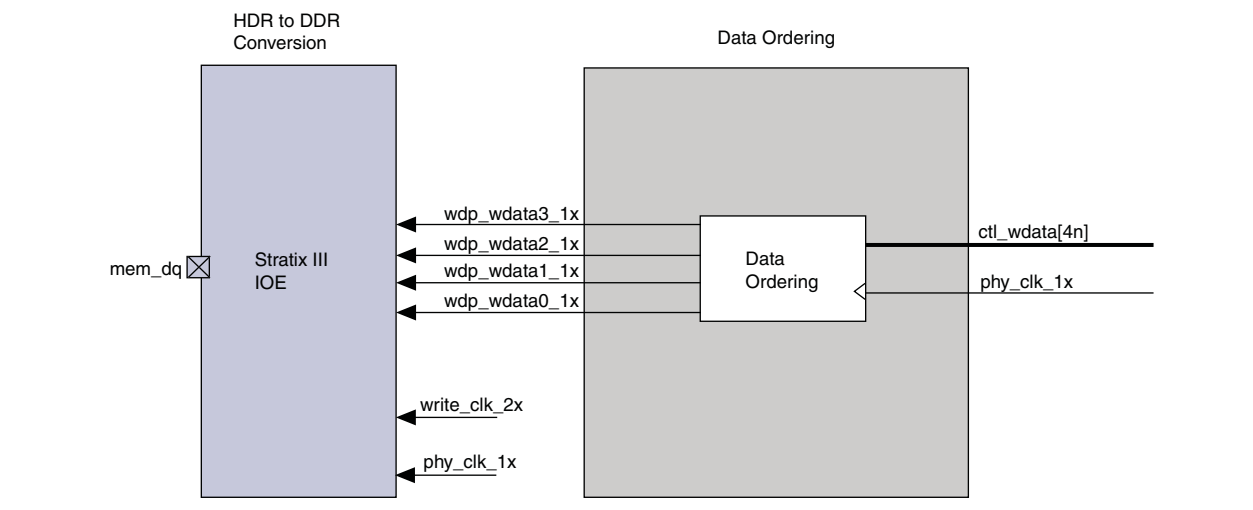 HDR to DDR
Conversion
Data Ordering
wdp_wdata3_1x
wdp_wdata2_1x
wdp_wdata1_1x
wdp_wdata0_1x
ctl_wdata[4n]
phy_clk_1x
Data
Ordering
mem_dq
Stratix III
IOE
write_clk_2x
phy_clk_1x